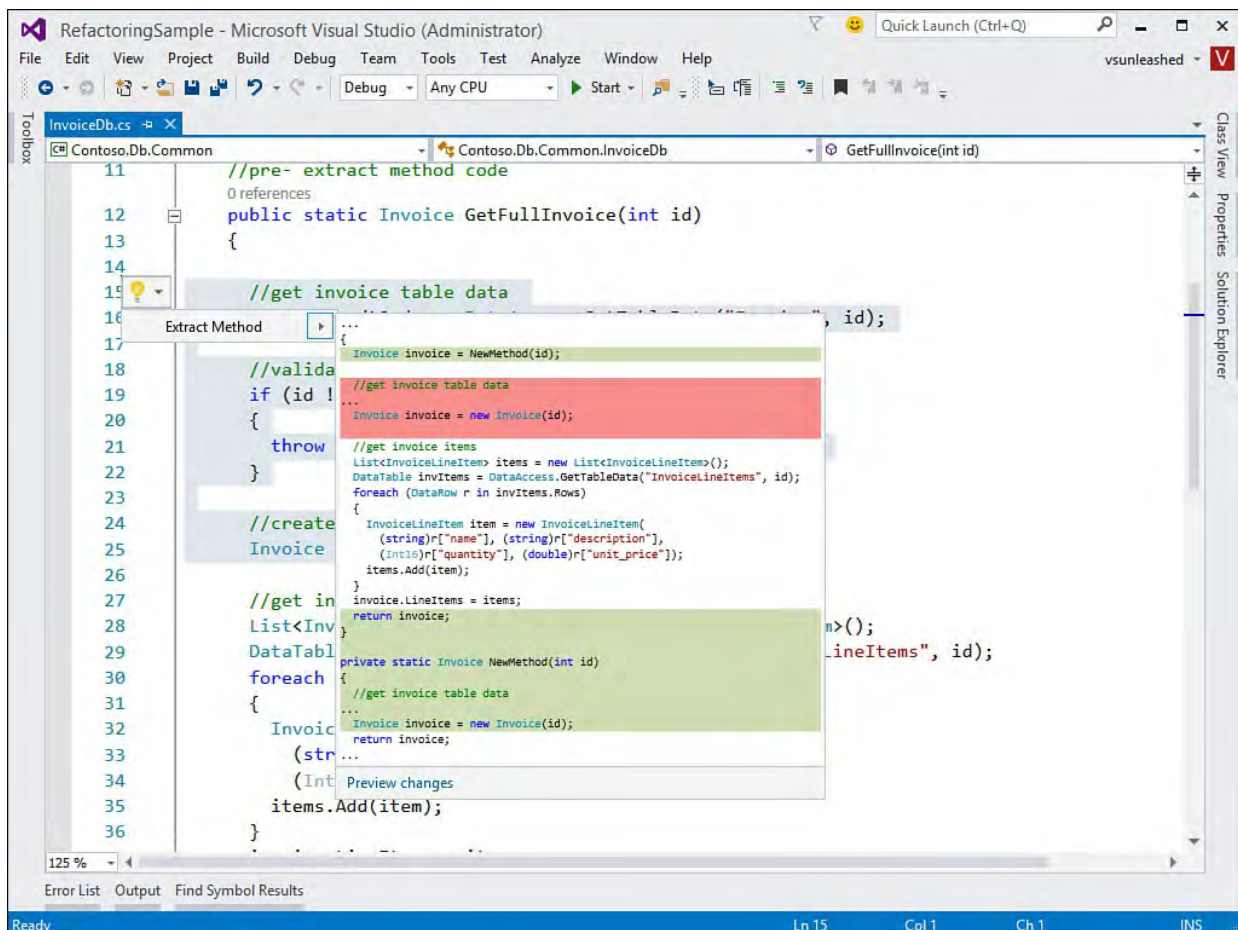 RefactoringSample - Microsoft Visual Studio (Administrator)
Quick Launch (Ctrl+Q)
File Edit View Project Build Debug Team Tools Test Analyze Window Help
vsunleashed
V
Debug
Any CPU
Start
Toolbox
InvoiceDb.cs
C# Contoso.Db.Common
Contoso.Db.Common.InvoiceDb
GetFullInvoice(int id)
Class View
Properties
Solution Explorer
11 //pre- extract method code
0 references
12 public static Invoice GetFullInvoice(int id)
13 {
14
15 //get invoice table data
16 , id);
17
18 //valida
19 if (id !
20 {
21 throw
22 }
23
24 //create
25 Invoice
26
27 //get in
28 List<Inv m>();
29 DataTabl LineItems", id);
30 foreach
31 {
32 Invoic
33 (str
34 (Int
35 items.Add(item);
36 }
Extract Method
...
{
Invoice invoice = NewMethod(id);
//get invoice table data
...
Invoice invoice = new Invoice(id);
//get invoice items
List<InvoiceLineItem> items = new List<InvoiceLineItem>();
DataTable invItems = DataAccess.GetTableData("InvoiceLineItems", id);
foreach (DataRow r in invItems.Rows)
{
InvoiceLineItem item = new InvoiceLineItem(
(string)r["name"], (string)r["description"],
(Int16)r["quantity"], (double)r["unit_price"]);
items.Add(item);
}
invoice.LineItems = items;
return invoice;
}
private static Invoice NewMethod(int id)
{
//get invoice table data
...
Invoice invoice = new Invoice(id);
return invoice;
...
Preview changes
125 %
Error List Output Find Symbol Results
Ready Ln 15 Col 1 Ch 1 INS